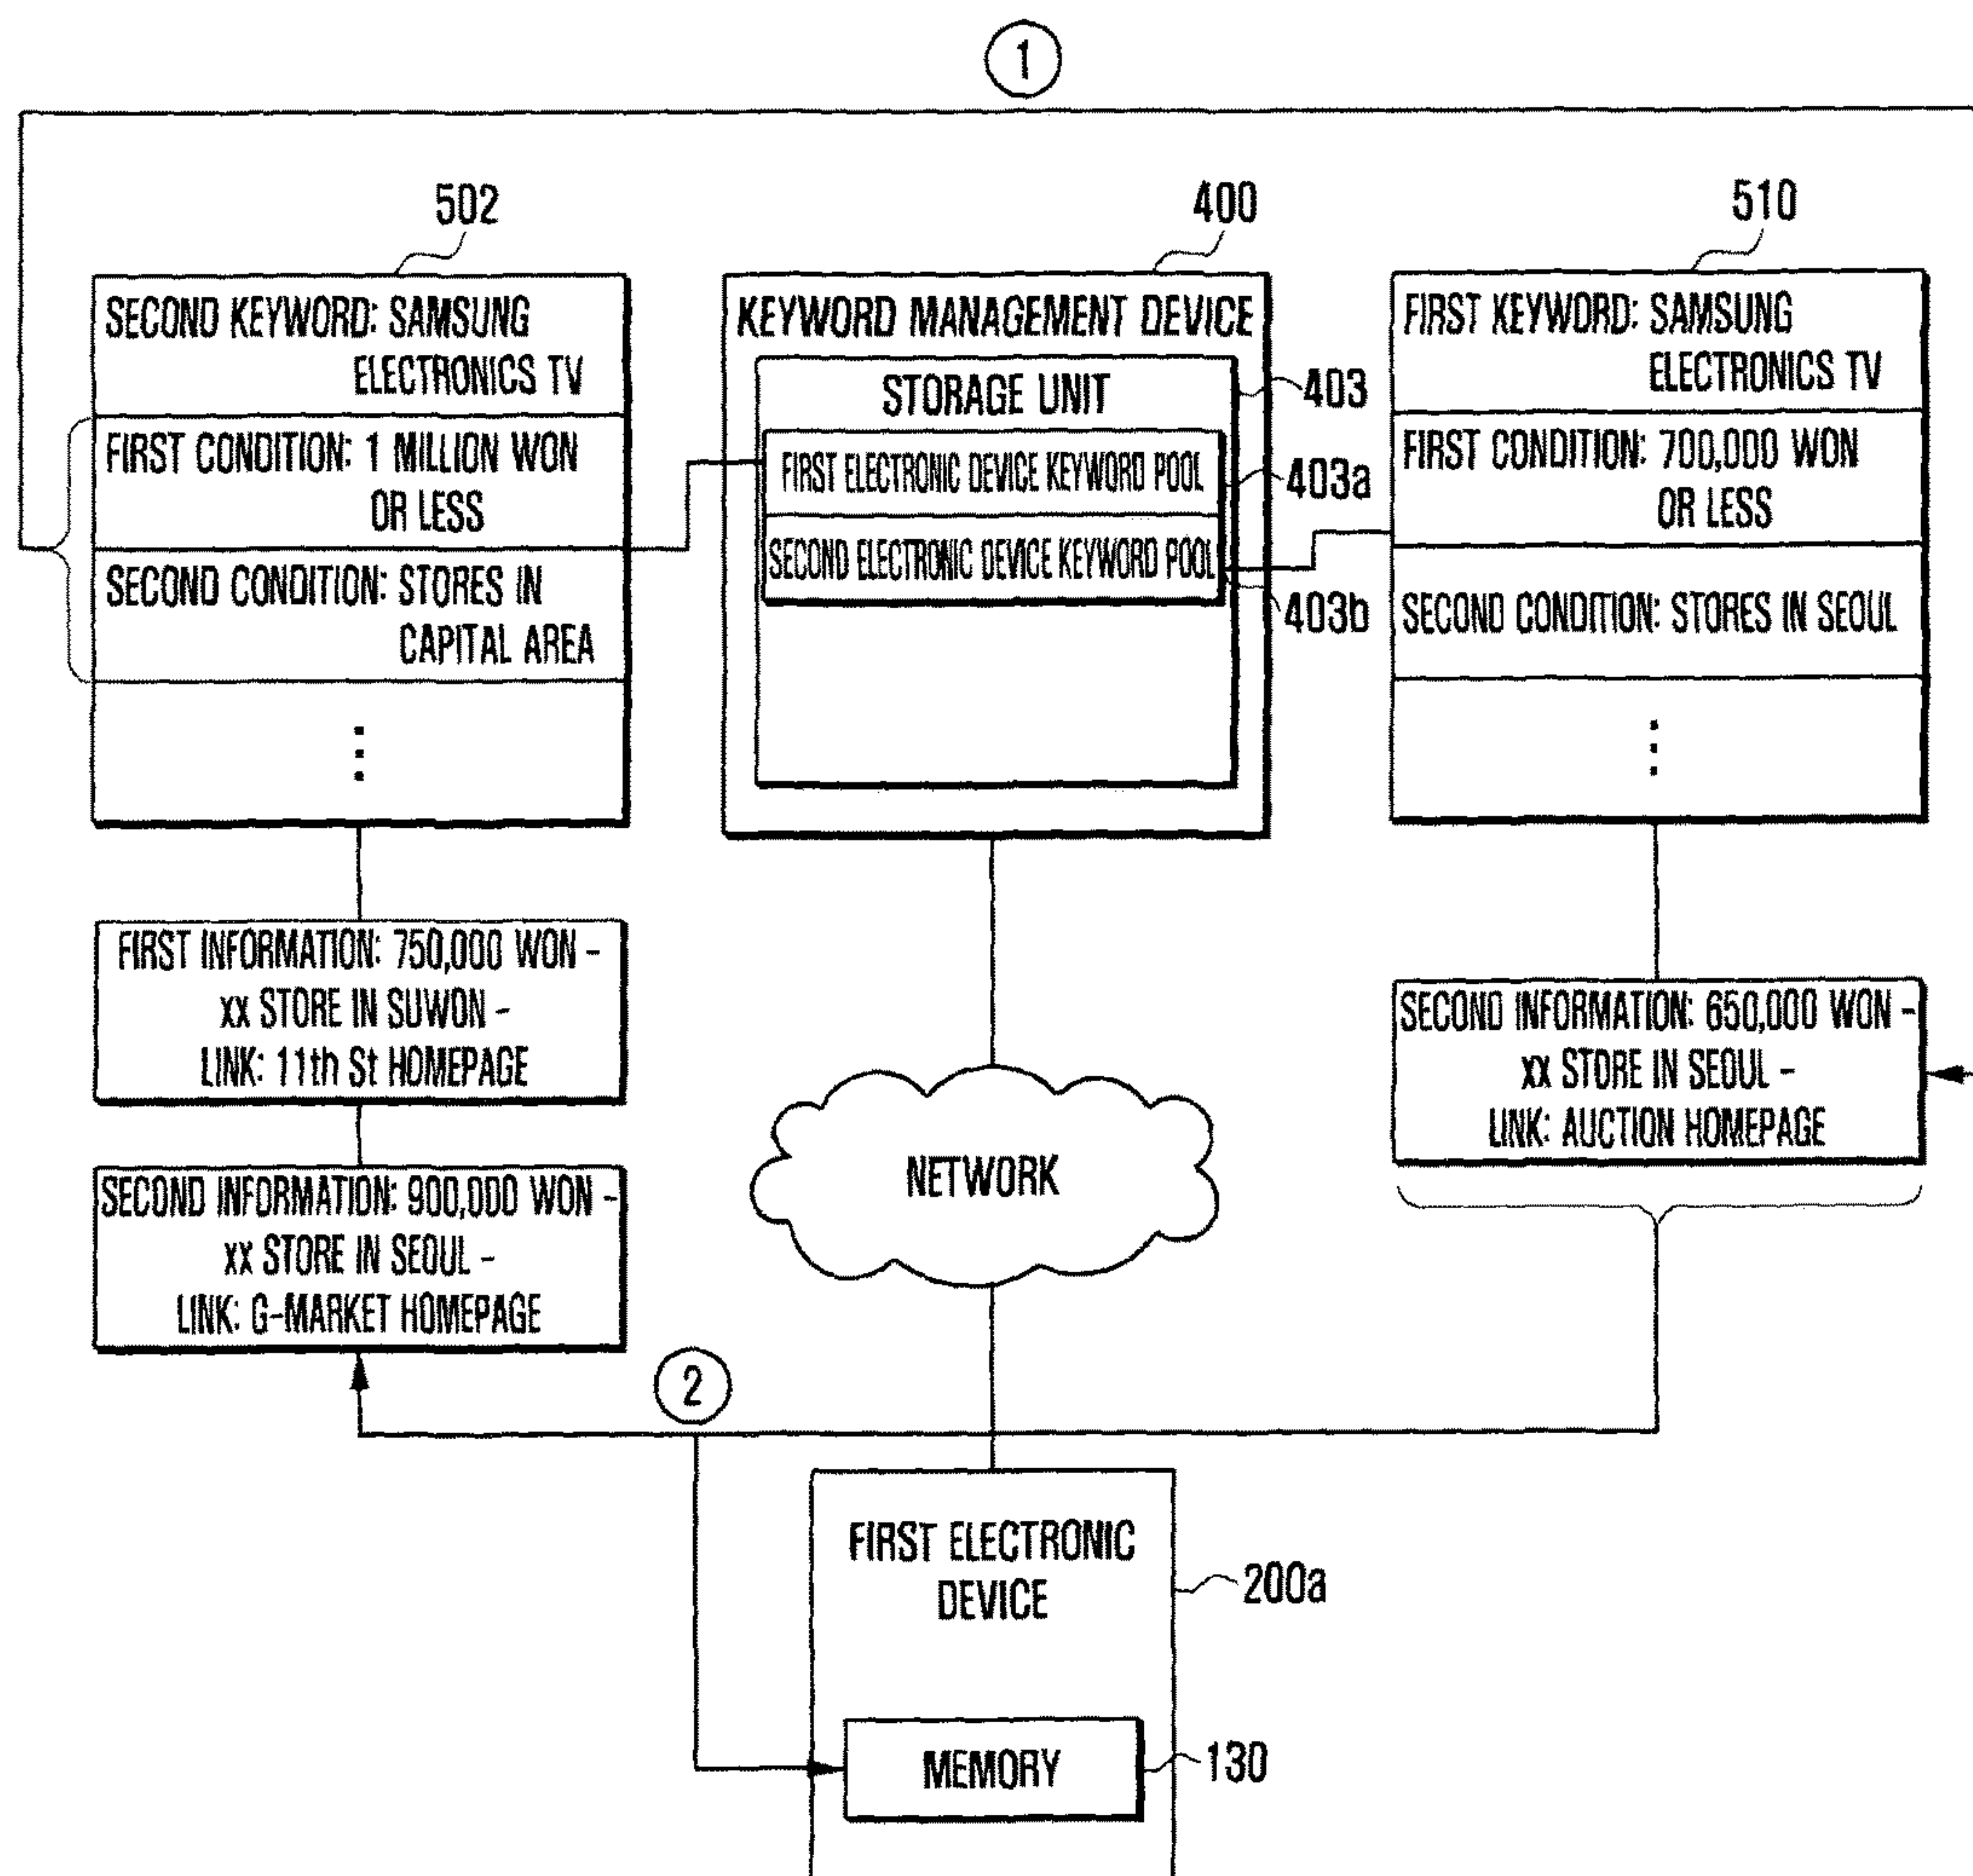 1
502
400
510
SECOND KEYWORD: SAMSUNG
ELECTRONICS TV
FIRST CONDITION: 1 MILLION WON
OR LESS
SECOND CONDITION: STORES IN
CAPITAL AREA
KEYWORD MANAGEMENT DEVICE
STORAGE UNIT
403
FIRST ELECTRONIC DEVICE KEYWORD POOL
403a
SECOND ELECTRONIC DEVICE KEYWORD POOL
403b
FIRST KEYWORD: SAMSUNG
ELECTRONICS TV
FIRST CONDITION: 700,000 WON
OR LESS
SECOND CONDITION: STORES IN SEOUL
FIRST INFORMATION: 750,000 WON -
xx STORE IN SUWON -
LINK: 11th St HOMEPAGE
SECOND INFORMATION: 900,000 WON -
xx STORE IN SEOUL -
LINK: G-MARKET HOMEPAGE
NETWORK
SECOND INFORMATION: 650,000 WON -
xx STORE IN SEOUL -
LINK: AUCTION HOMEPAGE
2
FIRST ELECTRONIC
DEVICE
200a
MEMORY
130